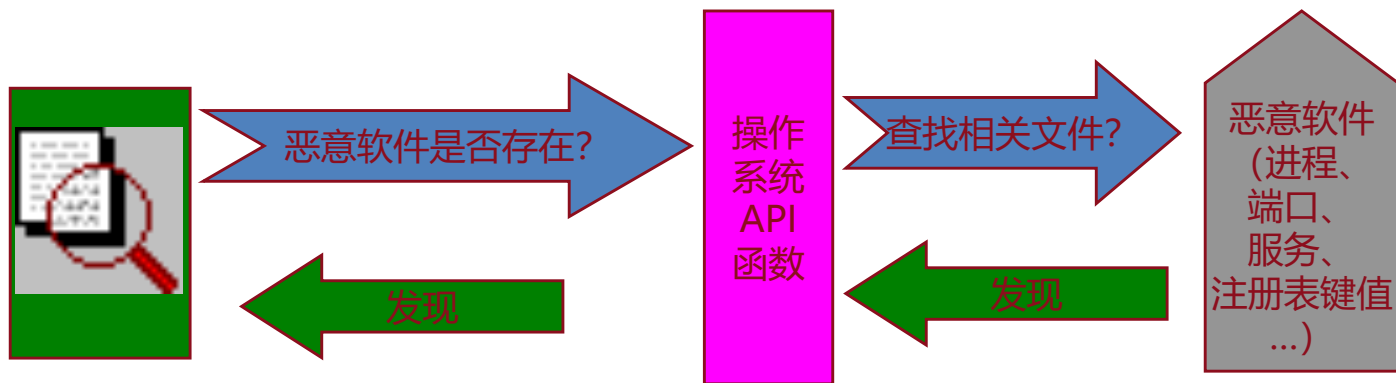 恶意软件是否存在？
操作
系统
API
函数
查找相关文件？
恶意软件
（进程、
端口、
服务、
注册表键值
…）
发现
发现